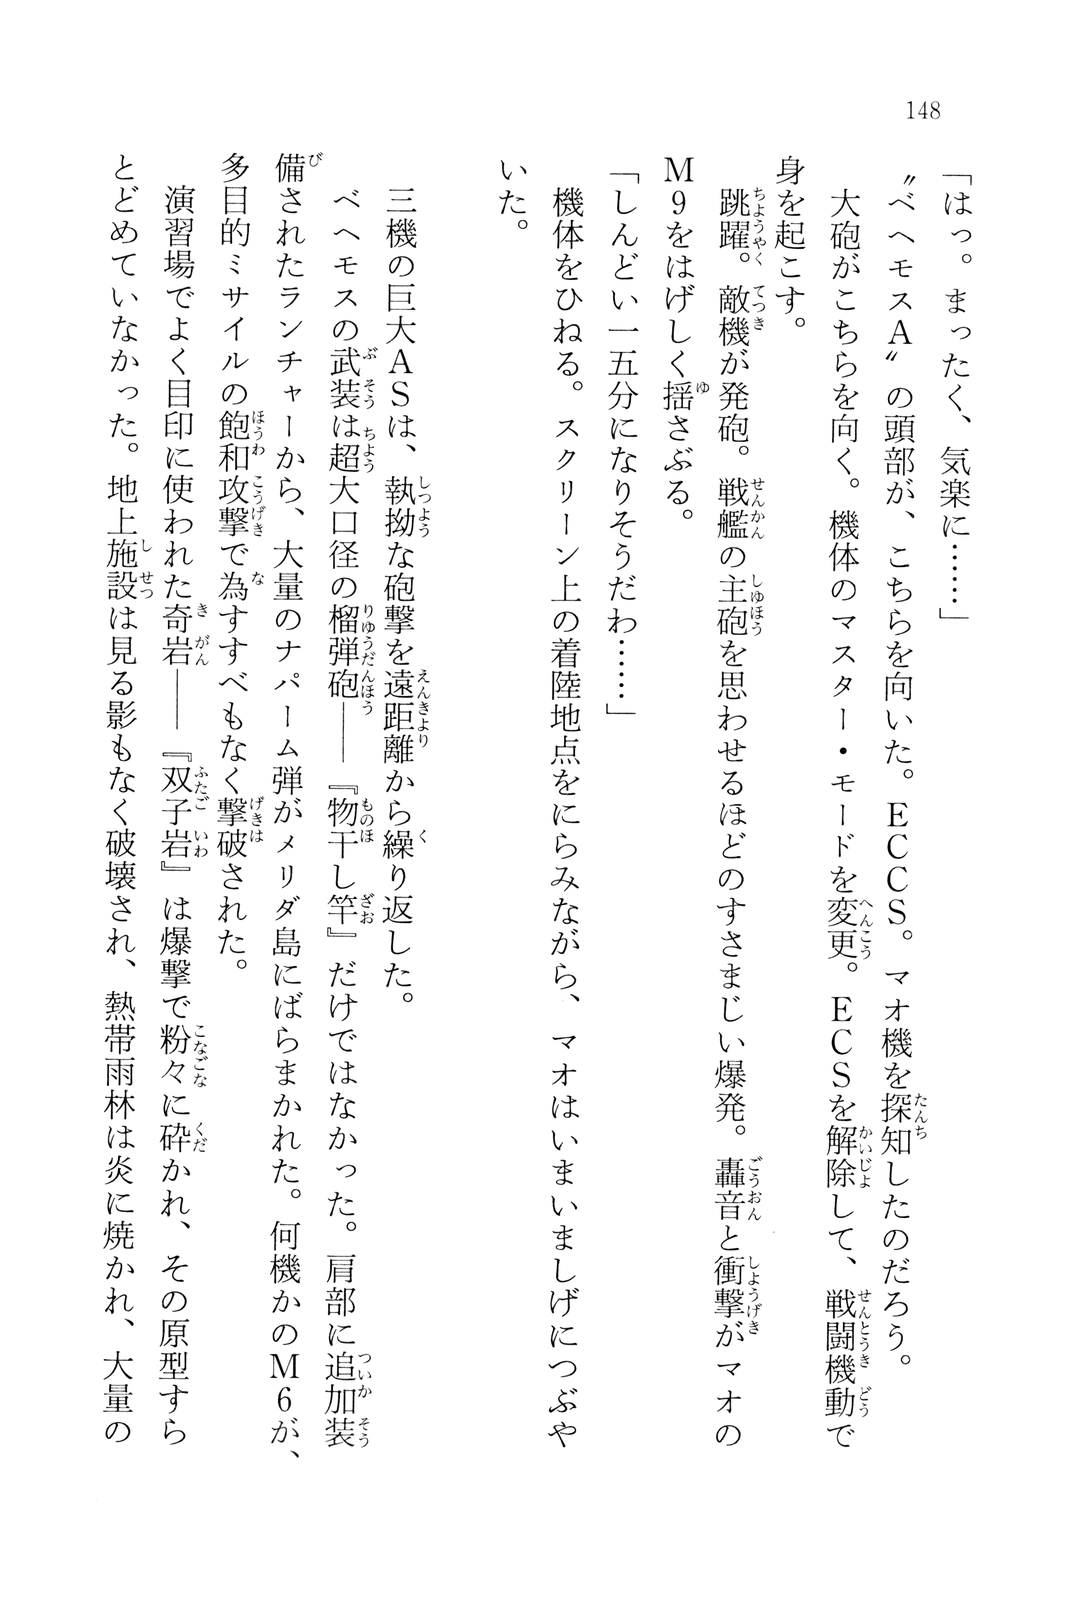 148
「はっ。まったく、気楽に……」
〝ベヘモスA〟の頭部が、こちらを向いた。ECCS。マオ機を探知したのだろう。
大砲がこちらを向く。機体のマスター・モードを変更。ECSを解除して、戦闘機動で
身を起こす。
跳躍。敵機が発砲。戦艦の主砲を思わせるほどのすさまじい爆発。轟音と衝撃がマオの
M9をはげしく揺さぶる。
「しんどい一五分になりそうだわ……」
機体をひねる。スクリーン上の着陸地点をにらみながら、マオはいまいましげにつぶや
いた。
三機の巨大ASは、執拗な砲撃を遠距離から繰り返した。
ベヘモスの武装は超大口径の榴弾砲――『物干し竿』だけではなかった。肩部に追加装
備されたランチャーから、大量のナパーム弾がメリダ島にばらまかれた。何機かのM6が、
多目的ミサイルの飽和攻撃で為すすべもなく撃破された。
演習場でよく目印に使われた奇岩――『双子岩』は爆撃で粉々に砕かれ、その原型すら
とどめていなかった。地上施設は見る影もなく破壊され、熱帯雨林は炎に焼かれ、大量の